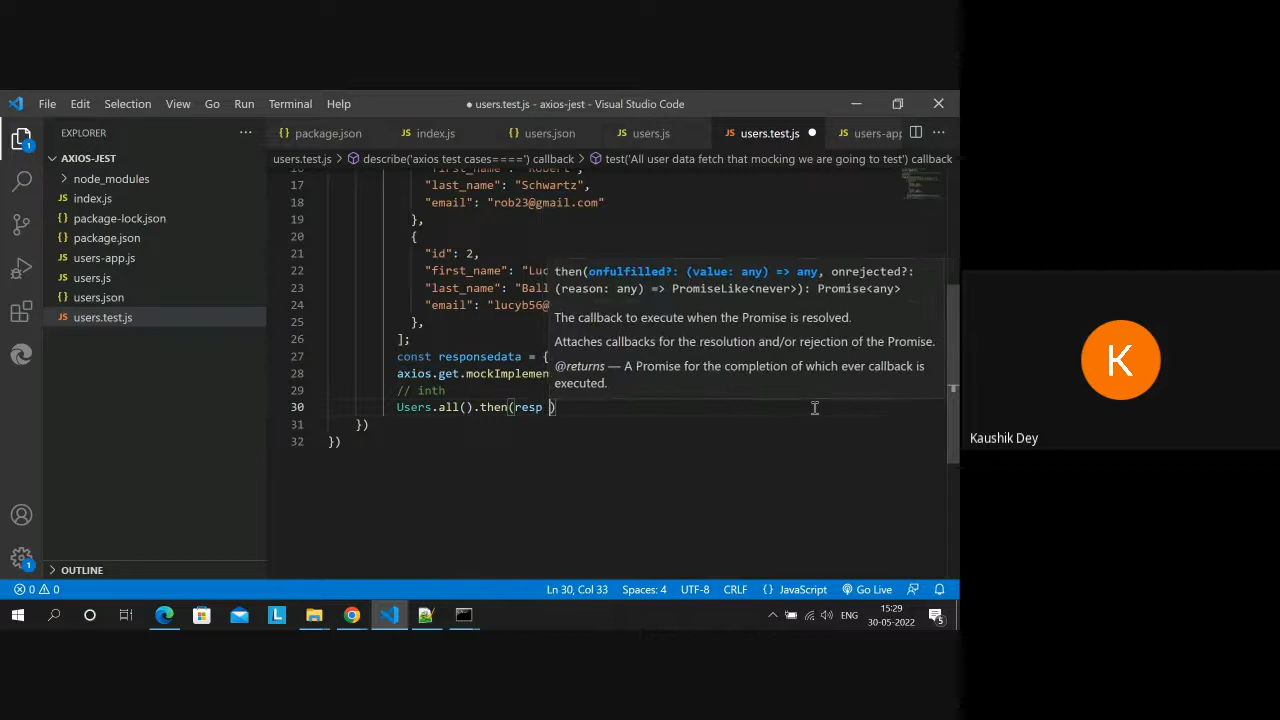 File Edit Selection View Go Run Terminal Help
● users.test.js - axios-jest - Visual Studio Code
EXPLORER
package.json
index.js
users.json
users.js
users.test.js
users-app
users.test.js > describe('axios test cases====') callback > test('All user data fetch that mocking we are going to test') callback
AXIOS-JEST
node_modules
index.js
package-lock.json
package.json
users-app.js
users.js
users.json
users.test.js
OUTLINE
16 "first_name": "Robert",
17 "last_name": "Schwartz",
18 "email": "rob23@gmail.com"
19 },
20 {
21 "id": 2,
22 "first_name": "Luc
23 "last_name": "Ball
24 "email": "lucyb56@
25 },
26 ];
27 const responsedata = {
28 axios.get.mockImplemen
29 // inth
30 Users.all().then(resp )
31 })
32 })
then(onfulfilled?: (value: any) => any, onrejected?:
(reason: any) => PromiseLike<never>): Promise<any>
The callback to execute when the Promise is resolved.
Attaches callbacks for the resolution and/or rejection of the Promise.
@returns — A Promise for the completion of which ever callback is
executed.
0 0 Ln 30, Col 33 Spaces: 4 UTF-8 CRLF {} JavaScript Go Live
ENG
15:29
30-05-2022
5
K
Kaushik Dey